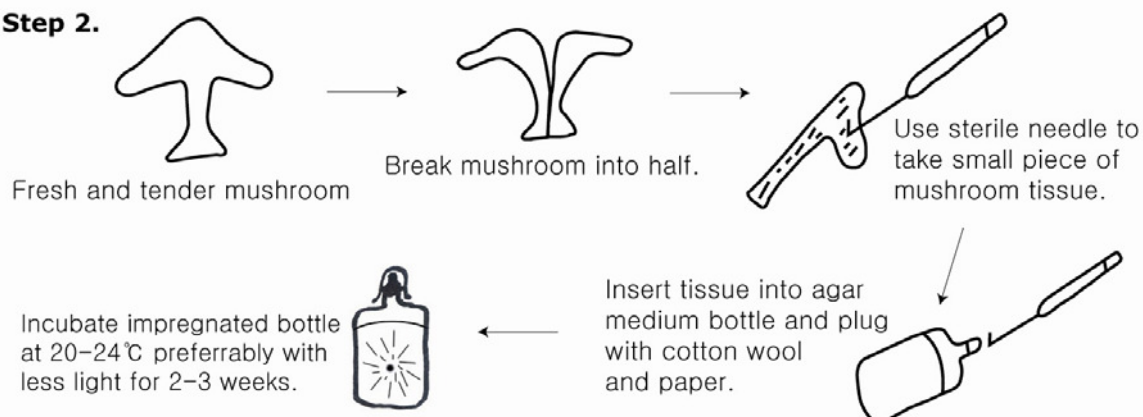 Step 2.
Fresh and tender mushroom
Break mushroom into half.
Use sterile needle to
take small piece of
mushroom tissue.
Insert tissue into agar
medium bottle and plug
with cotton wool
and paper.
Incubate impregnated bottle
at 20-24℃ preferrably with
less light for 2-3 weeks.